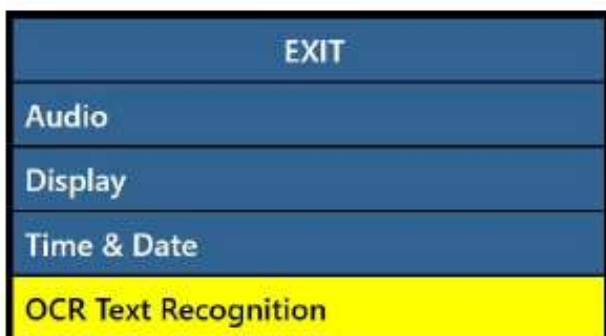 EXIT
Audio
Display
Time & Date
OCR Text Recognition